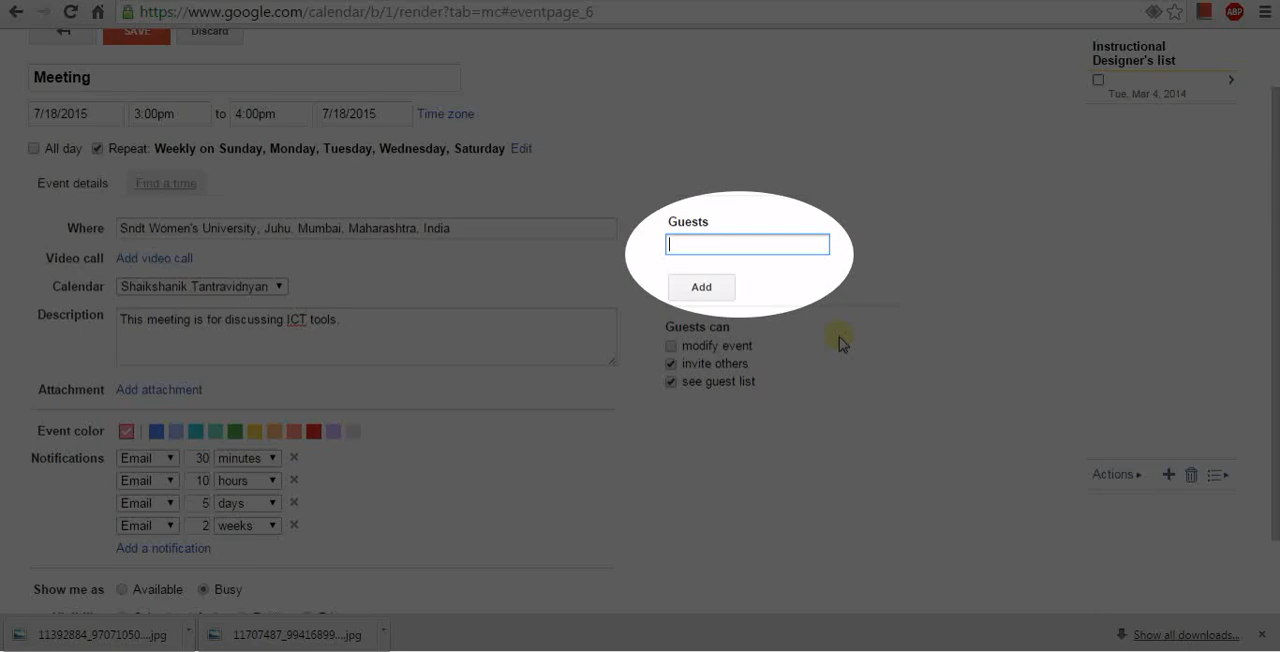 https://www.google.com/calendar/b/1/render?tab=mc#eventpage_6
ABP
SAVE
Discard
Meeting
7/18/2015 3:00pm to 4:00pm 7/18/2015 Time zone
All day Repeat: Weekly on Sunday, Monday, Tuesday, Wednesday, Saturday Edit
Event details Find a time
Where Sndt Women's University, Juhu, Mumbai, Maharashtra, India
Video call Add video call
Calendar Shaikshanik Tantravidnyan
Description This meeting is for discussing ICT tools.
Attachment Add attachment
Event color
Notifications Email 30 minutes
Email 10 hours
Email 5 days
Email 2 weeks
Add a notification
Show me as Available Busy
Guests
Add
Guests can
modify event
invite others
see guest list
Instructional
Designer's list
Tue, Mar 4, 2014
Actions
11392884_97071050....jpg
11707487_99416899....jpg
Show all downloads...